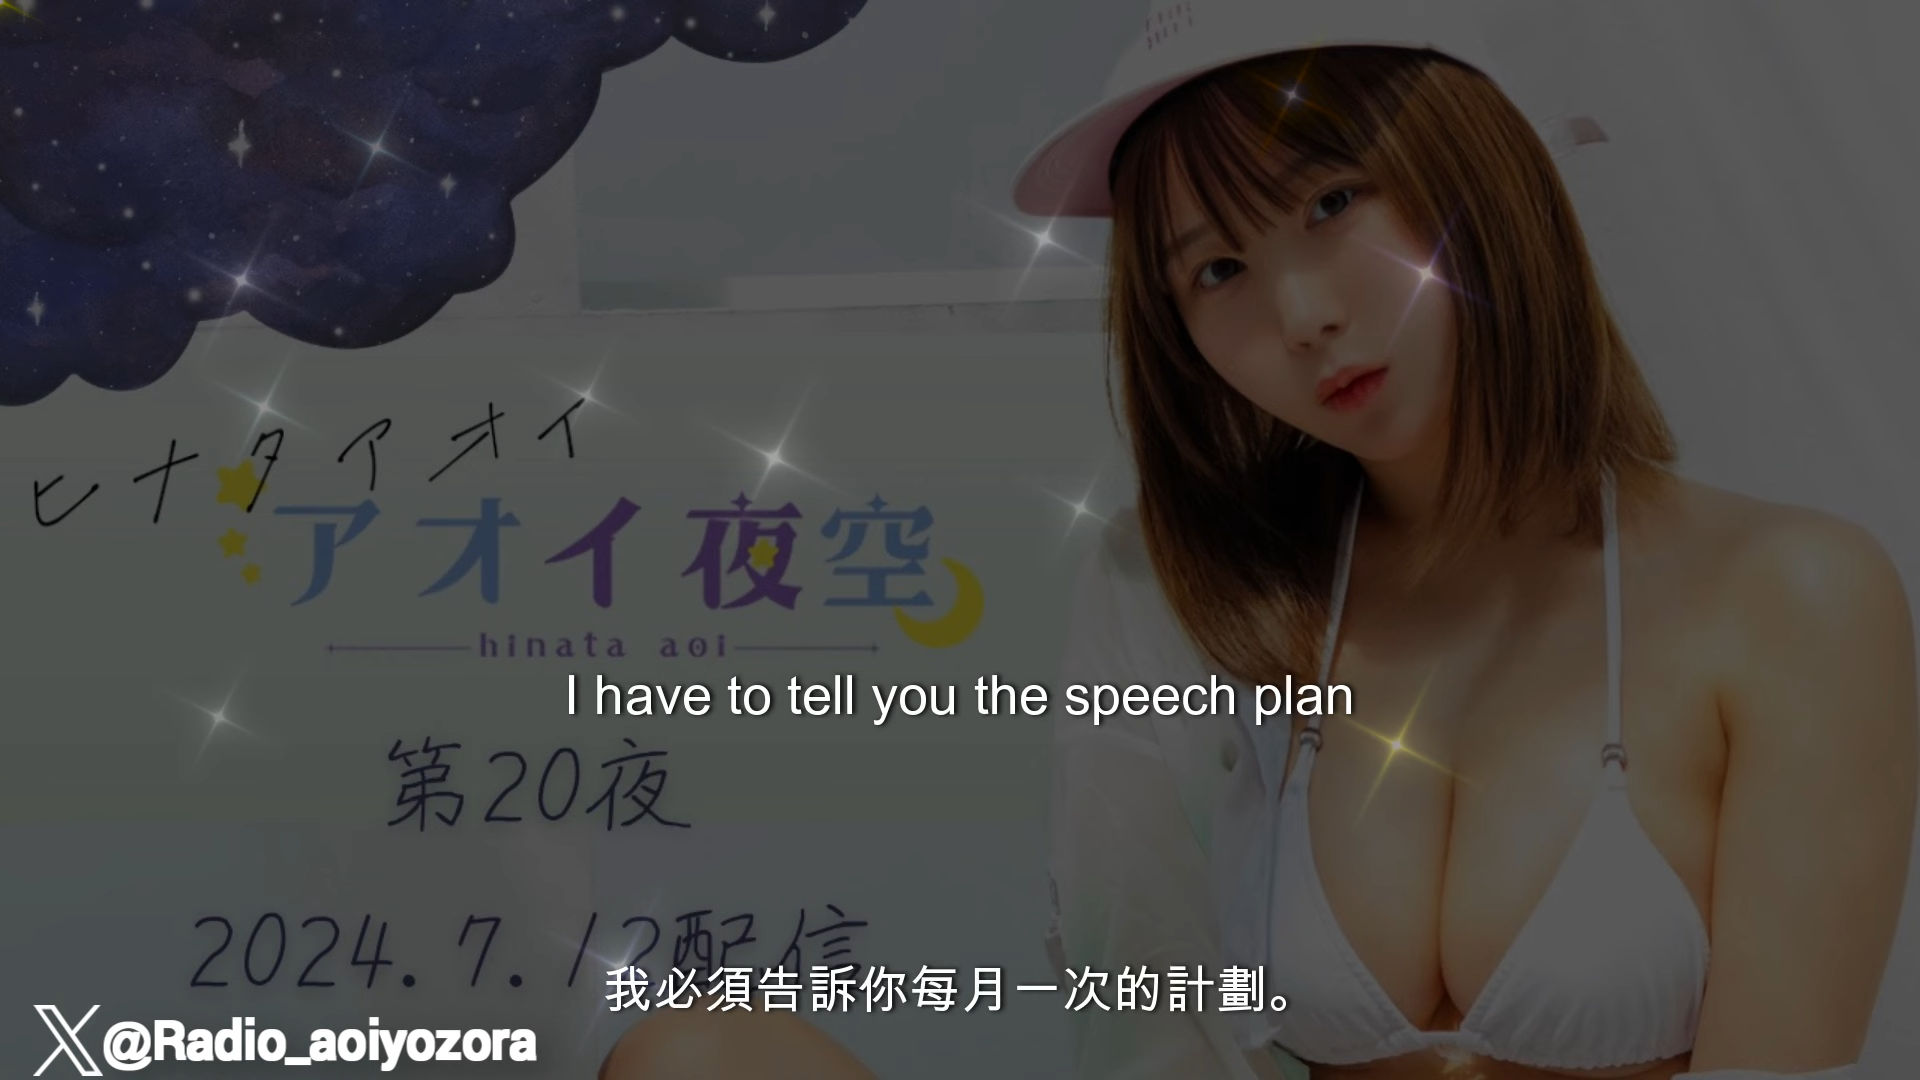 ヒナタアオイ
アオイ夜空
hinata aoi
I have to tell you the speech plan
第20夜
2024.7.12配信
我必須告訴你每月一次的計劃。
X@Radio_aoiyozora